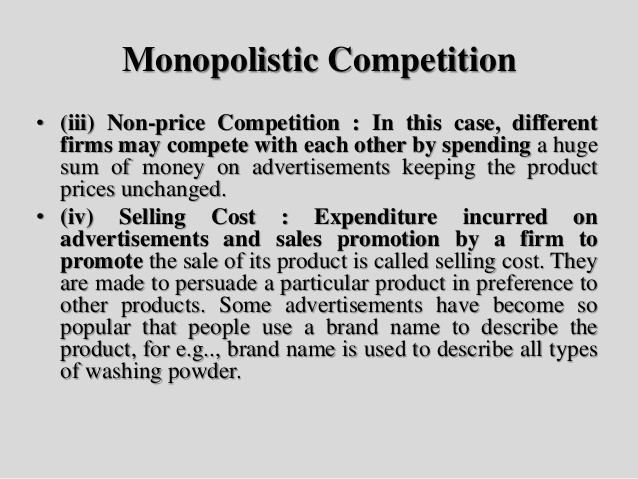 Monopolistic Competition
• (iii) Non-price Competition : In this case, different
firms may compete with each other by spending a huge
sum of money on advertisements keeping the product
prices unchanged.
• (iv) Selling Cost : Expenditure incurred on
advertisements and sales promotion by a firm to
promote the sale of its product is called selling cost. They
are made to persuade a particular product in preference to
other products. Some advertisements have become so
popular that people use a brand name to describe the
product, for e.g.., brand name is used to describe all types
of washing powder.